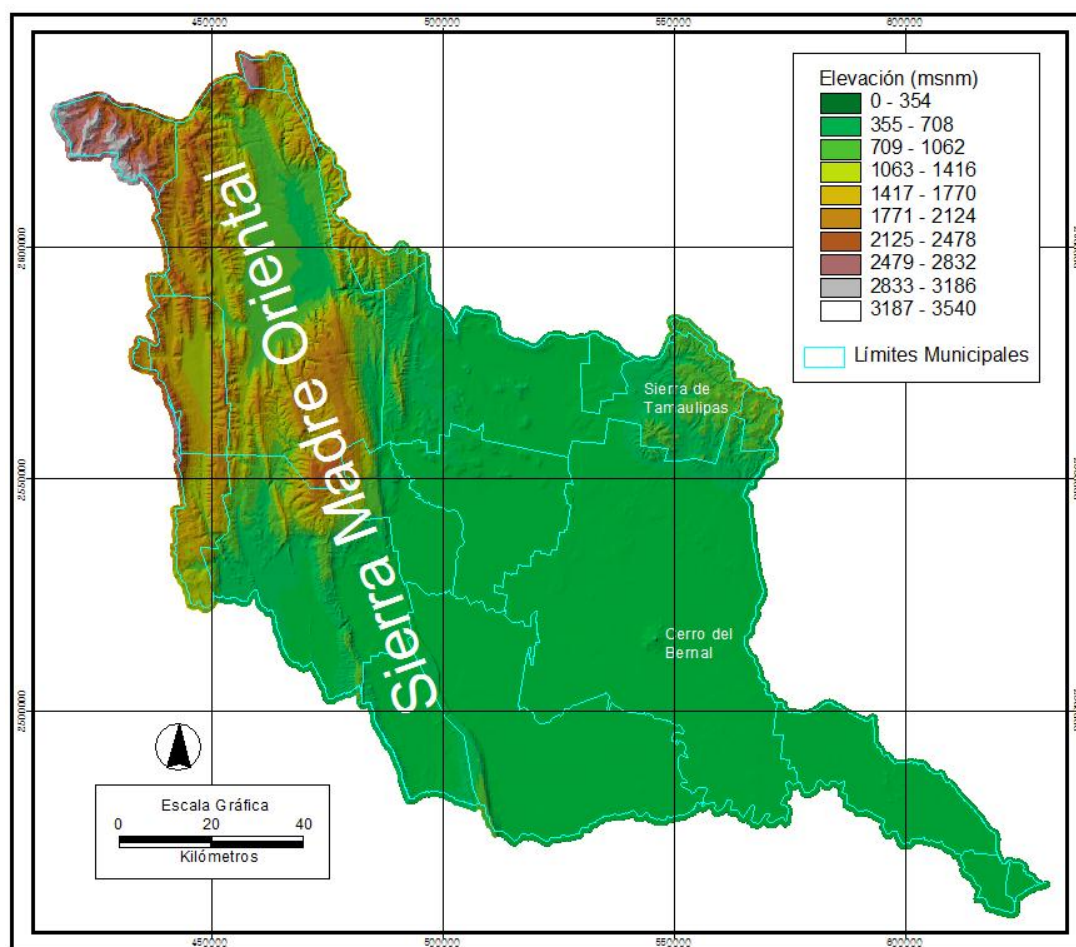 450000 500000 550000 600000
Elevación (msnm)
0 - 354
355 - 708
709 - 1062
1063 - 1416
1417 - 1770
1771 - 2124
2125 - 2478
2479 - 2832
2833 - 3186
3187 - 3540
Límites Municipales
2600000
2550000
2500000
Sierra Madre Oriental
Sierra de
Tamaulipas
Cerro del
Bernal
Escala Gráfica
0 20 40
Kilómetros
450000 500000 550000 600000